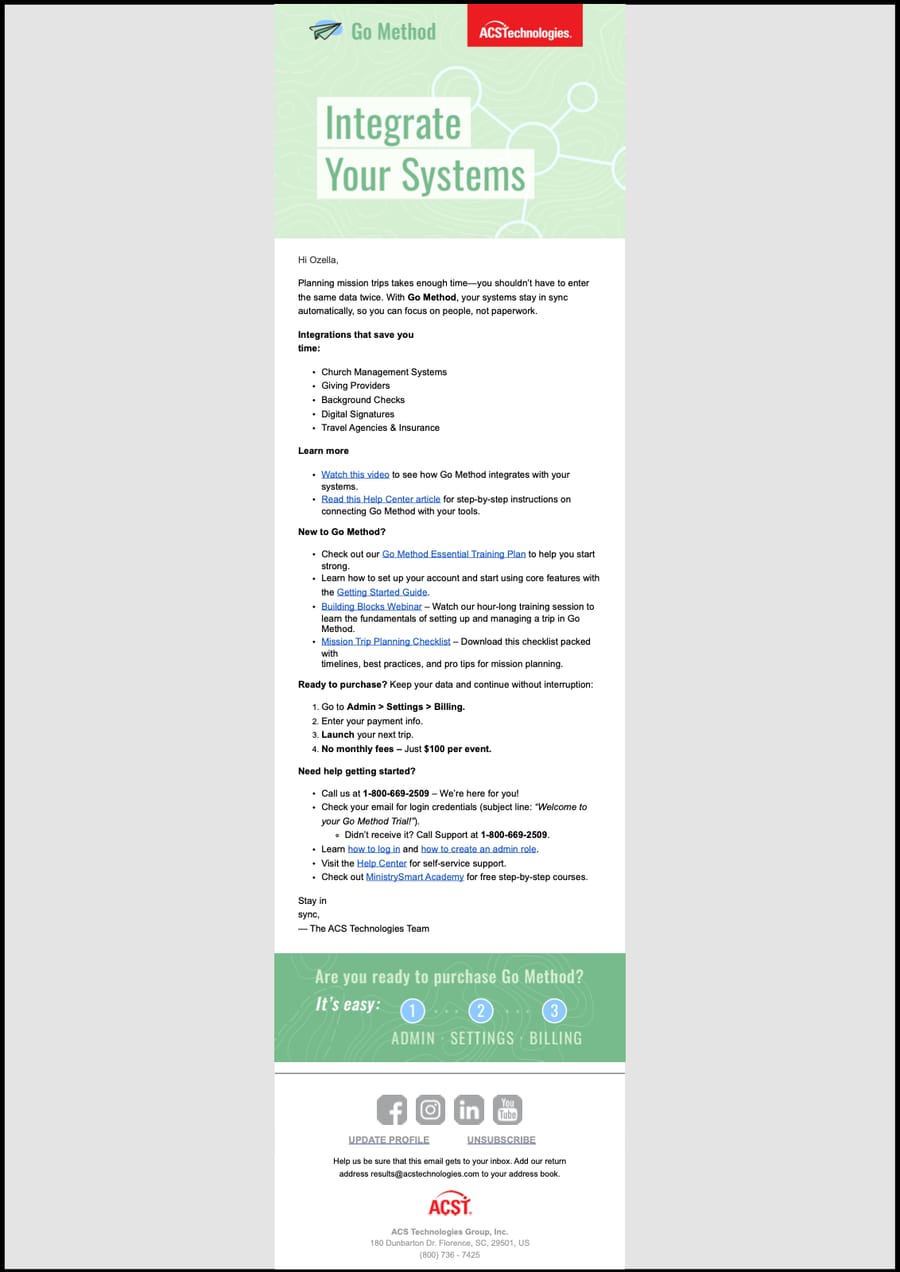 Go Method
ACSTechnologies.
Integrate
Your Systems
Hi Ozella,
Planning mission trips takes enough time—you shouldn't have to enter
the same data twice. With Go Method, your systems stay in sync
automatically, so you can focus on people, not paperwork.
Integrations that save you
time:
• Church Management Systems
• Giving Providers
• Background Checks
• Digital Signatures
• Travel Agencies & Insurance
Learn more
• Watch this video to see how Go Method integrates with your
systems.
• Read this Help Center article for step-by-step instructions on
connecting Go Method with your tools.
New to Go Method?
• Check out our Go Method Essential Training Plan to help you start
strong.
• Learn how to set up your account and start using core features with
the Getting Started Guide.
• Building Blocks Webinar – Watch our hour-long training session to
learn the fundamentals of setting up and managing a trip in Go
Method.
• Mission Trip Planning Checklist – Download this checklist packed
with
timelines, best practices, and pro tips for mission planning.
Ready to purchase? Keep your data and continue without interruption:
1. Go to Admin > Settings > Billing.
2. Enter your payment info.
3. Launch your next trip.
4. No monthly fees – Just $100 per event.
Need help getting started?
• Call us at 1-800-669-2509 – We're here for you!
• Check your email for login credentials (subject line: "Welcome to
your Go Method Trial!").
Didn't receive it? Call Support at 1-800-669-2509.
• Learn how to log in and how to create an admin role.
• Visit the Help Center for self-service support.
• Check out MinistrySmart Academy for free step-by-step courses.
Stay in
sync,
— The ACS Technologies Team
Are you ready to purchase Go Method?
It's easy: 1 ... 2 ... 3
ADMIN · SETTINGS · BILLING
You
Tube
UPDATE PROFILE UNSUBSCRIBE
Help us be sure that this email gets to your inbox. Add our return
address results@acstechnologies.com to your address book.
ACST
ACS Technologies Group, Inc.
180 Dunbarton Dr. Florence, SC, 29501, US
(800) 736 - 7425